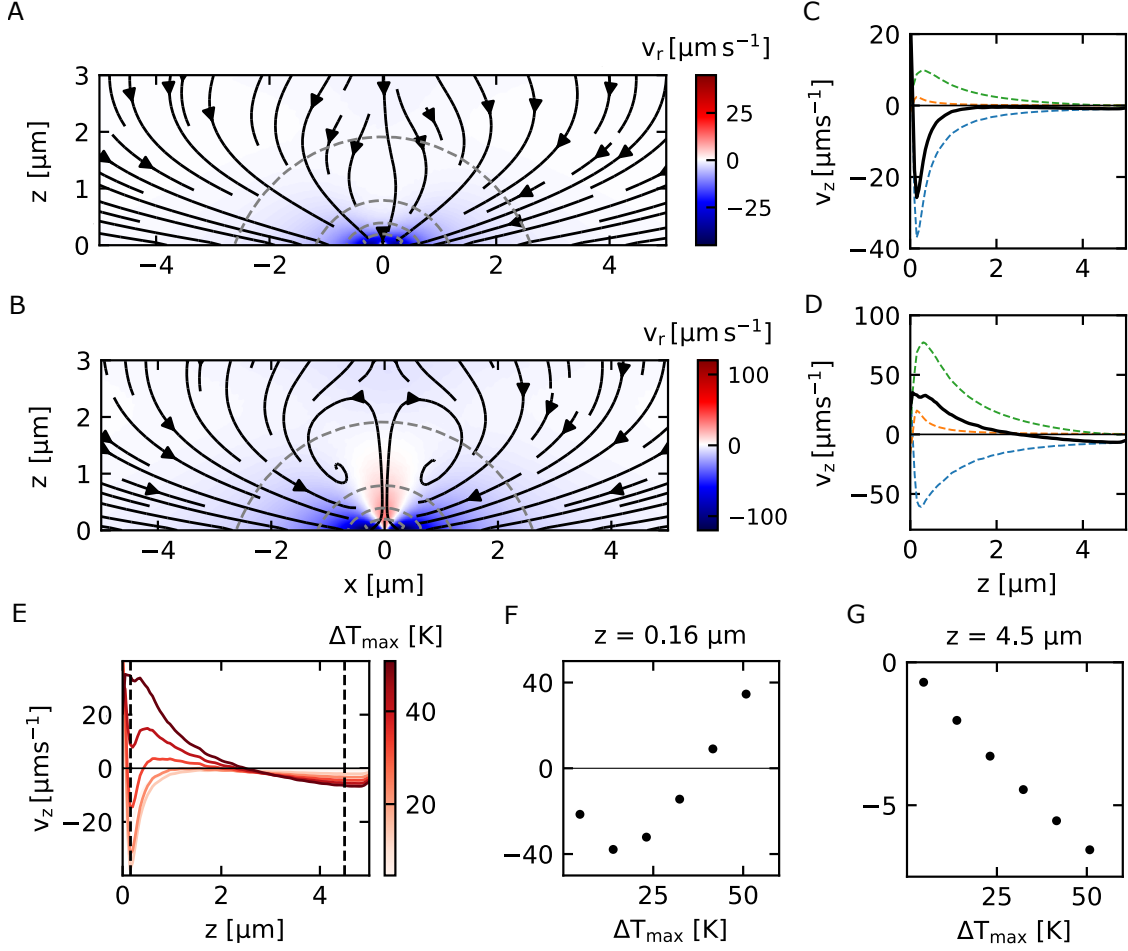 A
v_r [µm s⁻¹]
3
2
1
0
z [µm]
−4
−2
0
2
4
25
0
−25
C
20
0
−20
−40
v_z [µms⁻¹]
0
2
4
B
v_r [µm s⁻¹]
3
2
1
0
z [µm]
−4
−2
0
2
4
x [µm]
100
0
−100
D
100
50
0
−50
v_z [µms⁻¹]
0
2
4
z [µm]
E
ΔT_max [K]
20
0
−20
v_z [µms⁻¹]
0
2
4
z [µm]
40
20
F
z = 0.16 µm
40
0
−40
25
50
ΔT_max [K]
G
z = 4.5 µm
0
−5
25
50
ΔT_max [K]